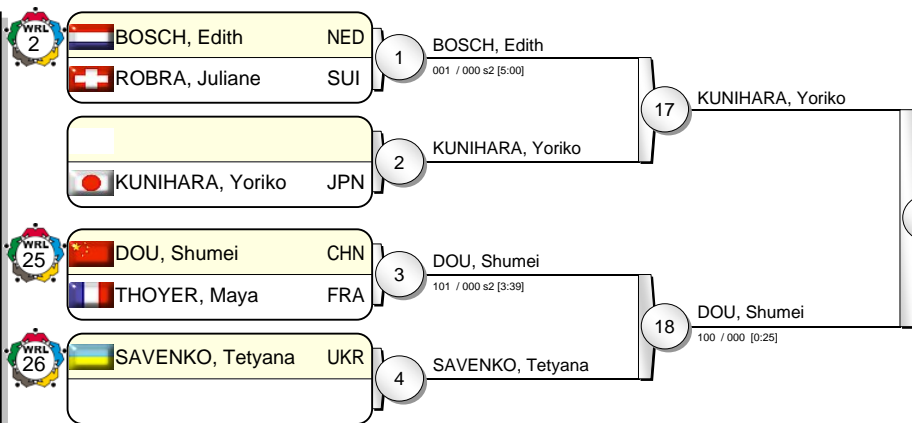 WRL
2
BOSCH, Edith NED
ROBRA, Juliane SUI
1
BOSCH, Edith
001 / 000 s2 [5:00]
KUNIHARA, Yoriko JPN
2
KUNIHARA, Yoriko
17
KUNIHARA, Yoriko
WRL
25
DOU, Shumei CHN
THOYER, Maya FRA
3
DOU, Shumei
101 / 000 s2 [3:39]
WRL
26
SAVENKO, Tetyana UKR
4
SAVENKO, Tetyana
18
DOU, Shumei
100 / 000 [0:25]